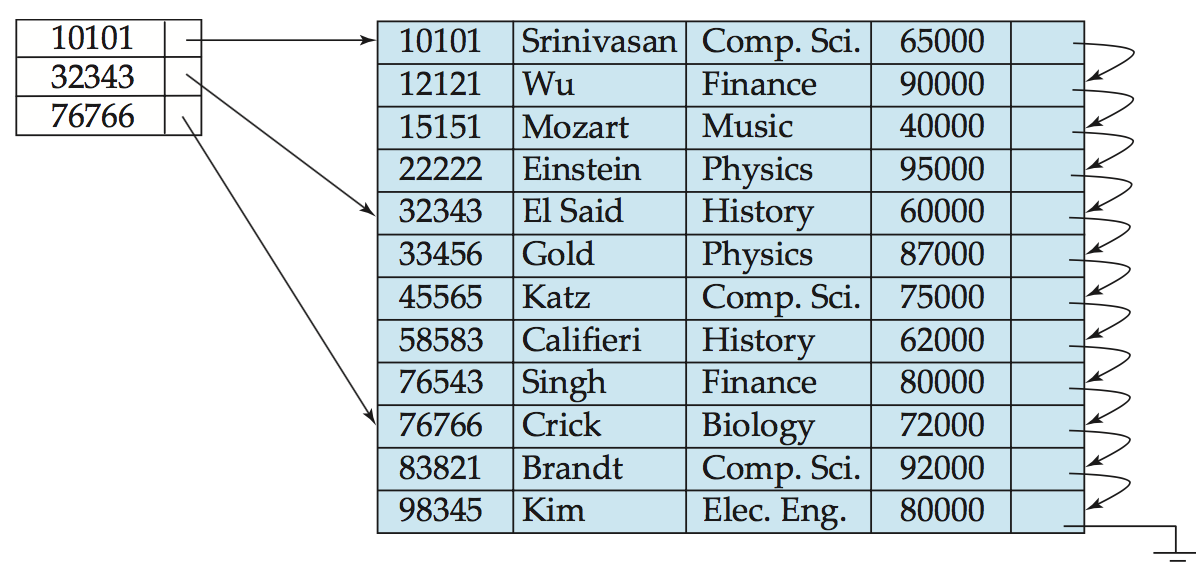 10101
32343
76766
10101 Srinivasan Comp. Sci. 65000
12121 Wu Finance 90000
15151 Mozart Music 40000
22222 Einstein Physics 95000
32343 El Said History 60000
33456 Gold Physics 87000
45565 Katz Comp. Sci. 75000
58583 Califieri History 62000
76543 Singh Finance 80000
76766 Crick Biology 72000
83821 Brandt Comp. Sci. 92000
98345 Kim Elec. Eng. 80000